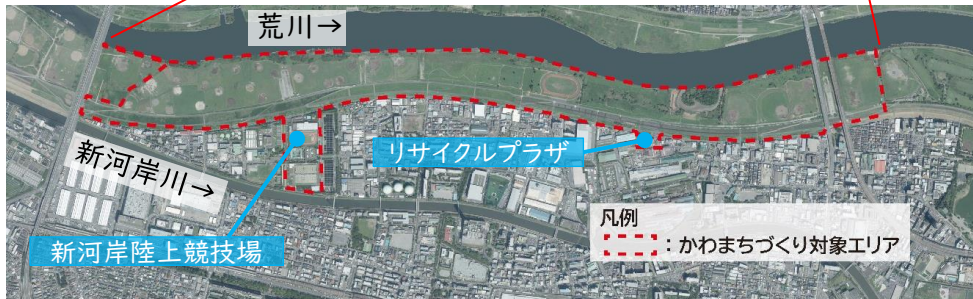 荒川→
リサイクルプラザ
新河岸川→
新河岸陸上競技場
凡例
：かわまちづくり対象エリア